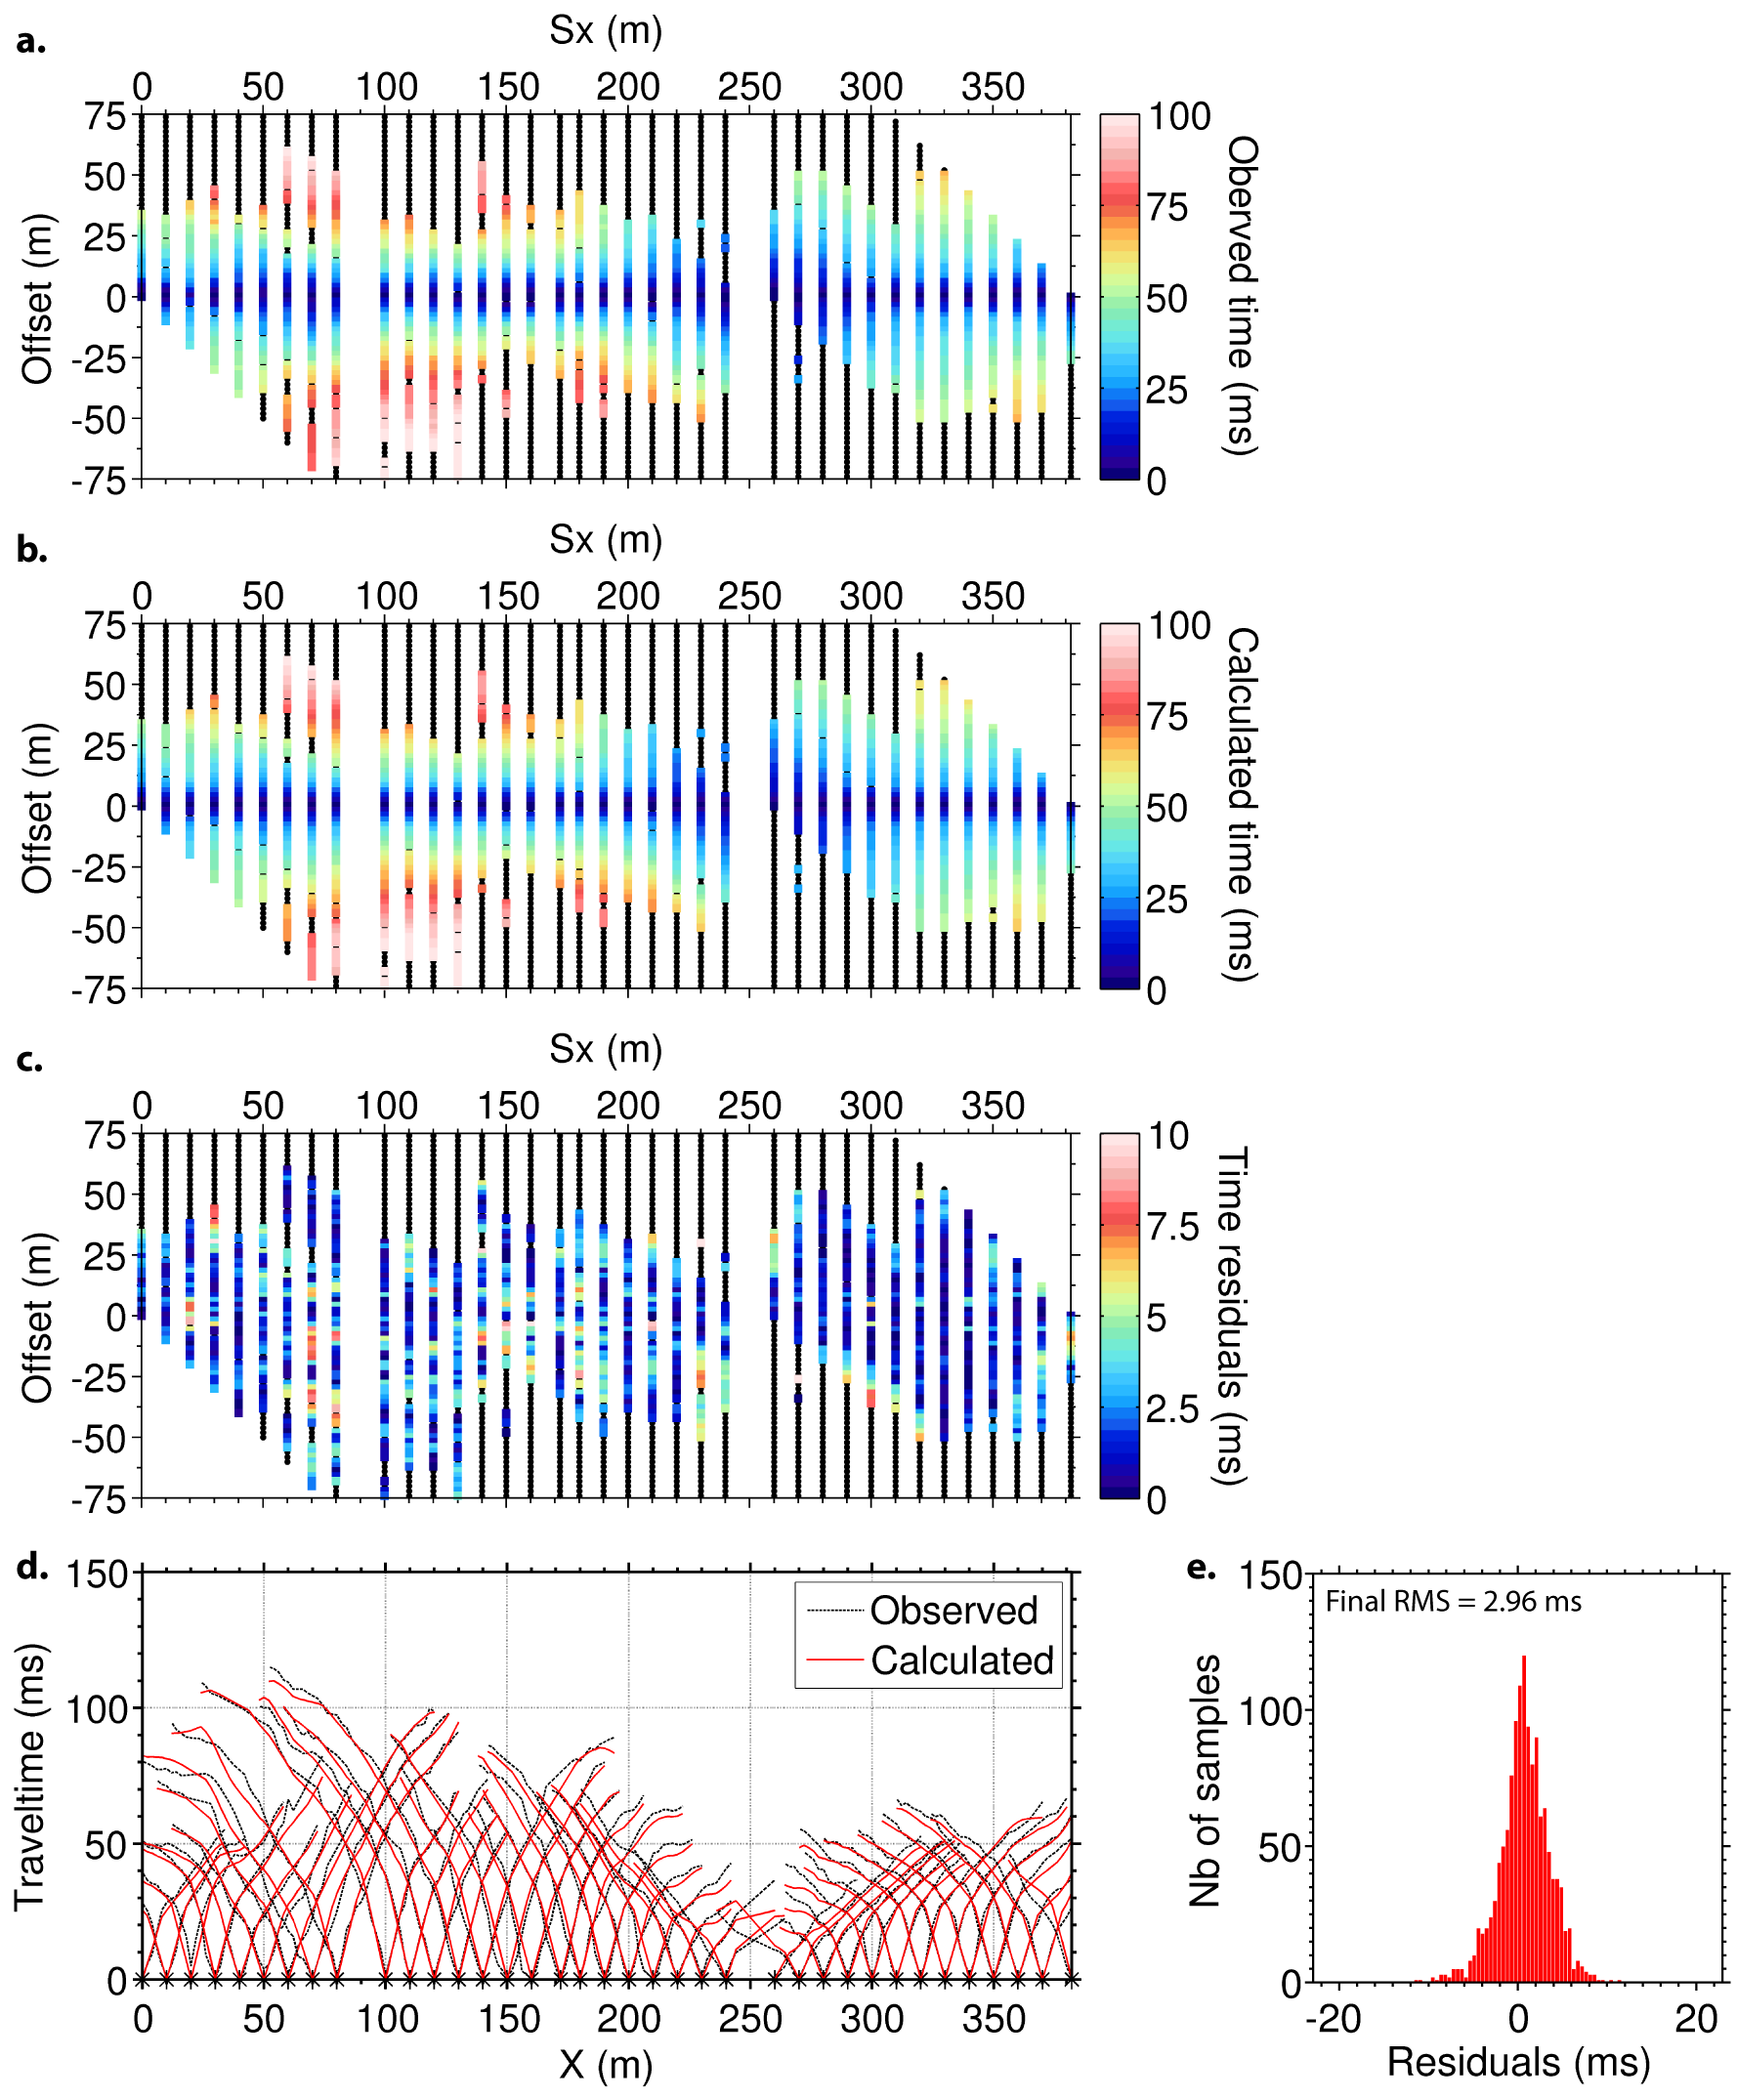 a.
Sx (m)
0 50 100 150 200 250 300 350
75
50
25
0
-25
-50
-75
Offset (m)
100
75
50
25
0
Oberved time (ms)
b.
Sx (m)
0 50 100 150 200 250 300 350
75
50
25
0
-25
-50
-75
Offset (m)
100
75
50
25
0
Calculated time (ms)
c.
Sx (m)
0 50 100 150 200 250 300 350
75
50
25
0
-25
-50
-75
Offset (m)
10
7.5
5
2.5
0
Time residuals (ms)
d.
150
100
50
0
Traveltime (ms)
Observed
Calculated
0 50 100 150 200 250 300 350
X (m)
e.
150
100
50
0
Nb of samples
Final RMS = 2.96 ms
-20 0 20
Residuals (ms)